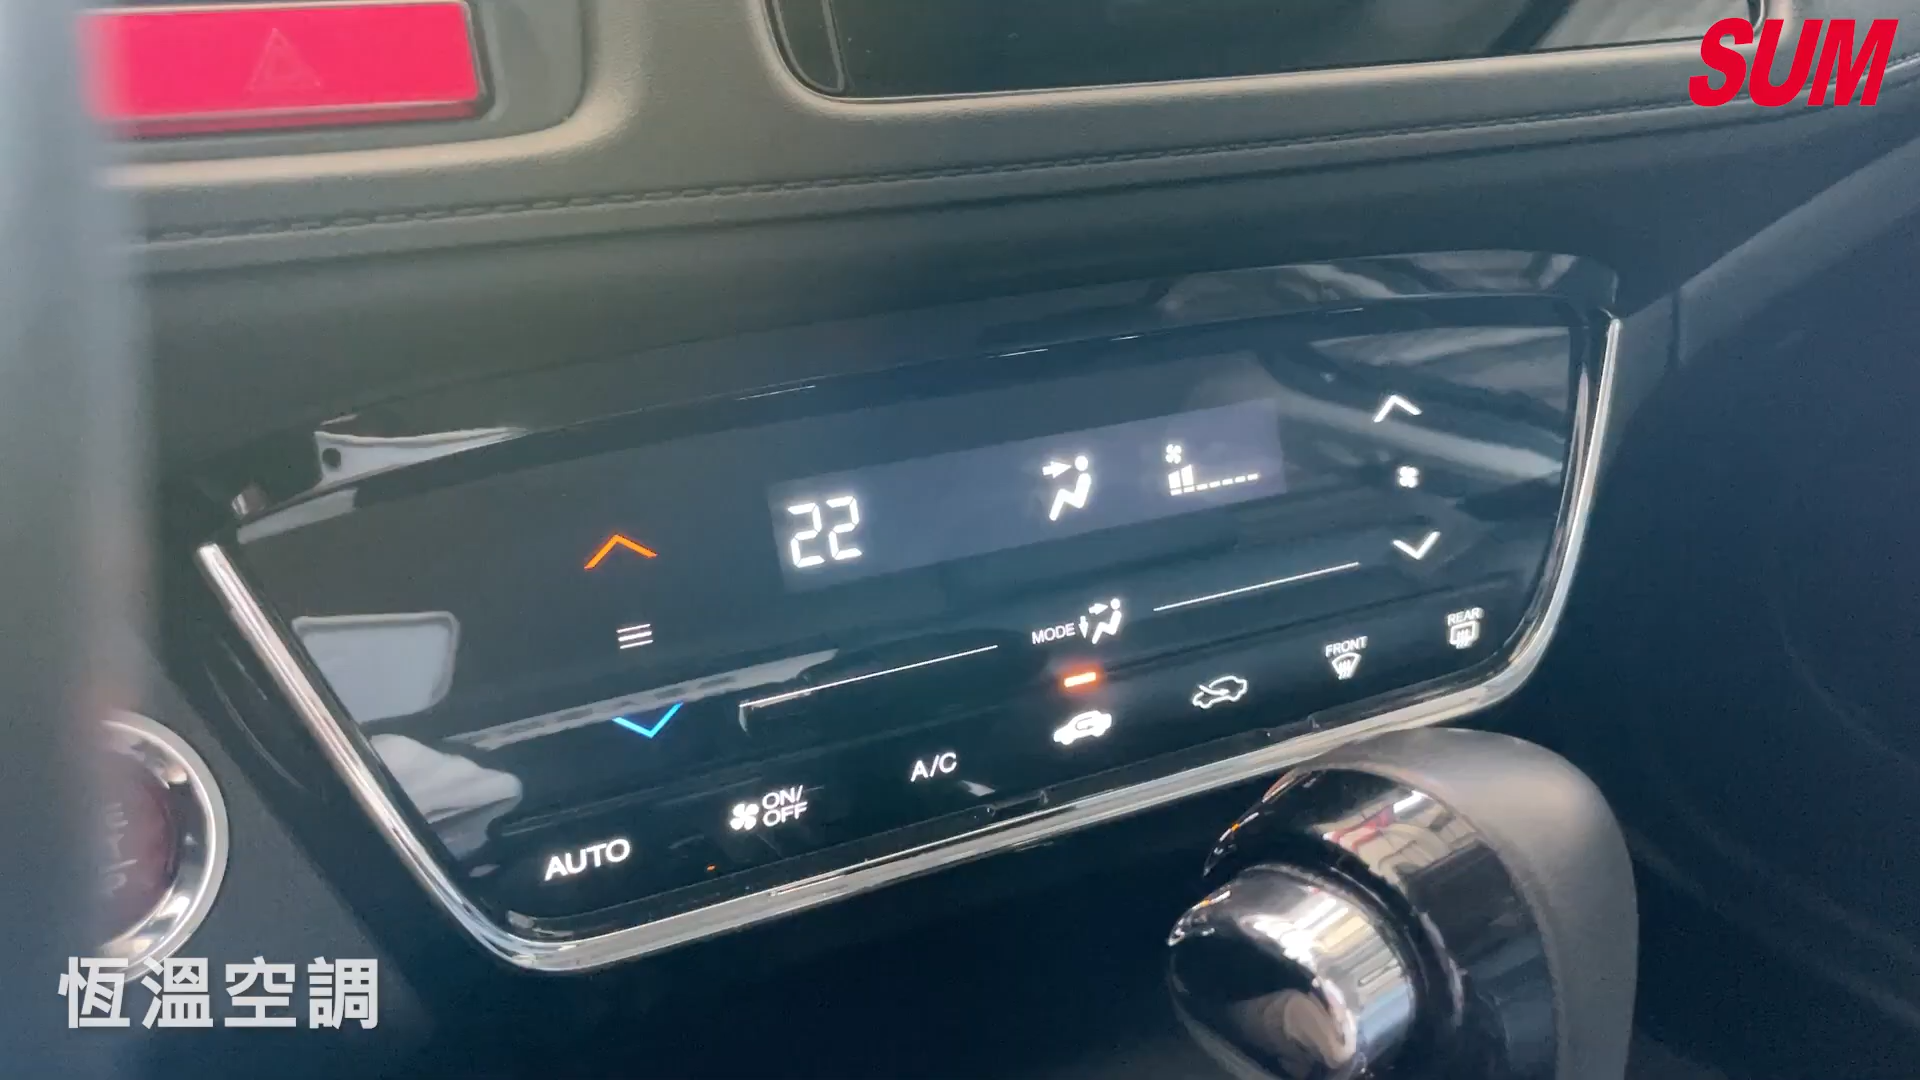 SUM
22
MODE
REAR
FRONT
A/C
ON/
OFF
AUTO
恆溫空調